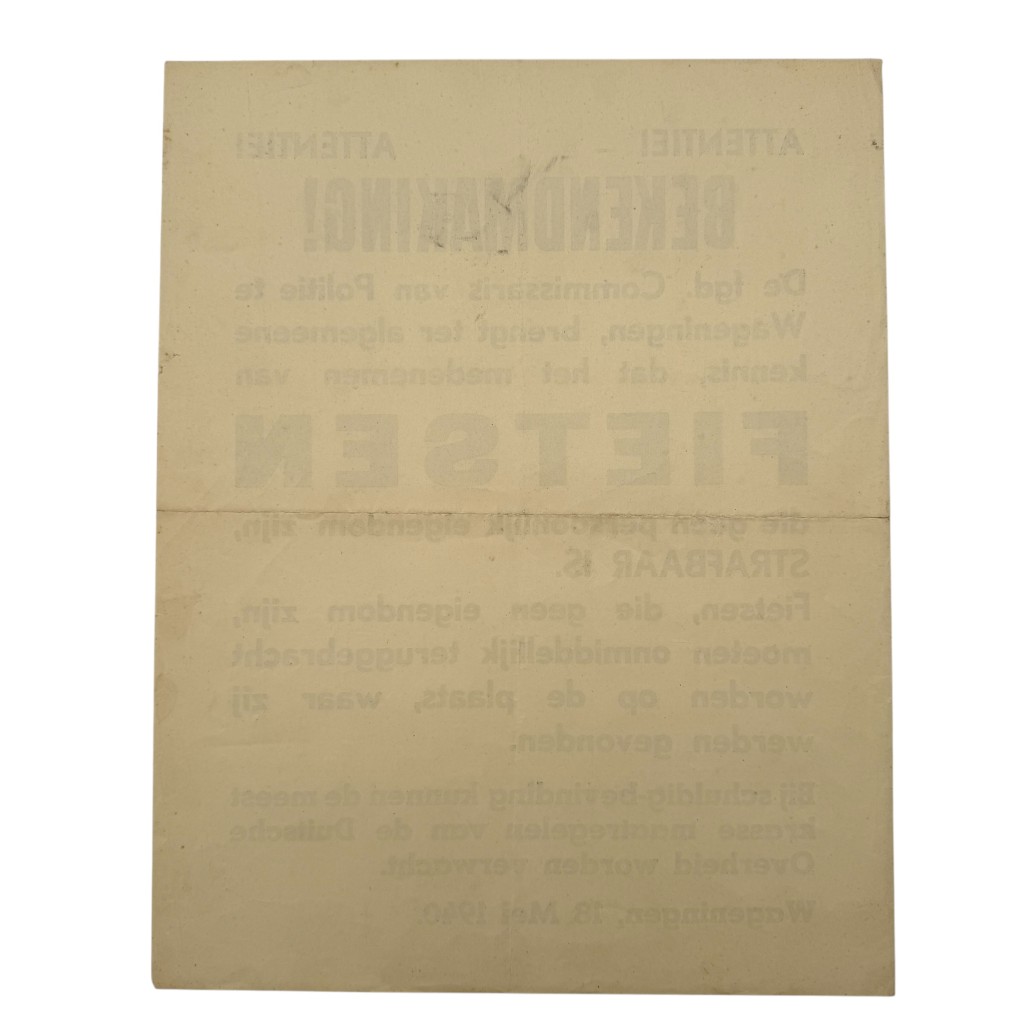 ATTENTIE! ATTENTIE!
BEKENDMAKING!
De fgd. Commissaris van Politie te
Wageningen, brengt ter algemeene
kennis, dat het medenemen van
FIETSEN
die geen persoonlijk eigendom zijn,
STRAFBAAR IS.
Fietsen, die geen eigendom zijn,
moeten onmiddellijk teruggebracht
worden op de plaats, waar zij
werden gevonden.
Bij schuldig-bevinding kunnen de meest
krasse maatregelen van de Duitsche
Overheid worden verwacht.
Wageningen, 18 Mei 1940.